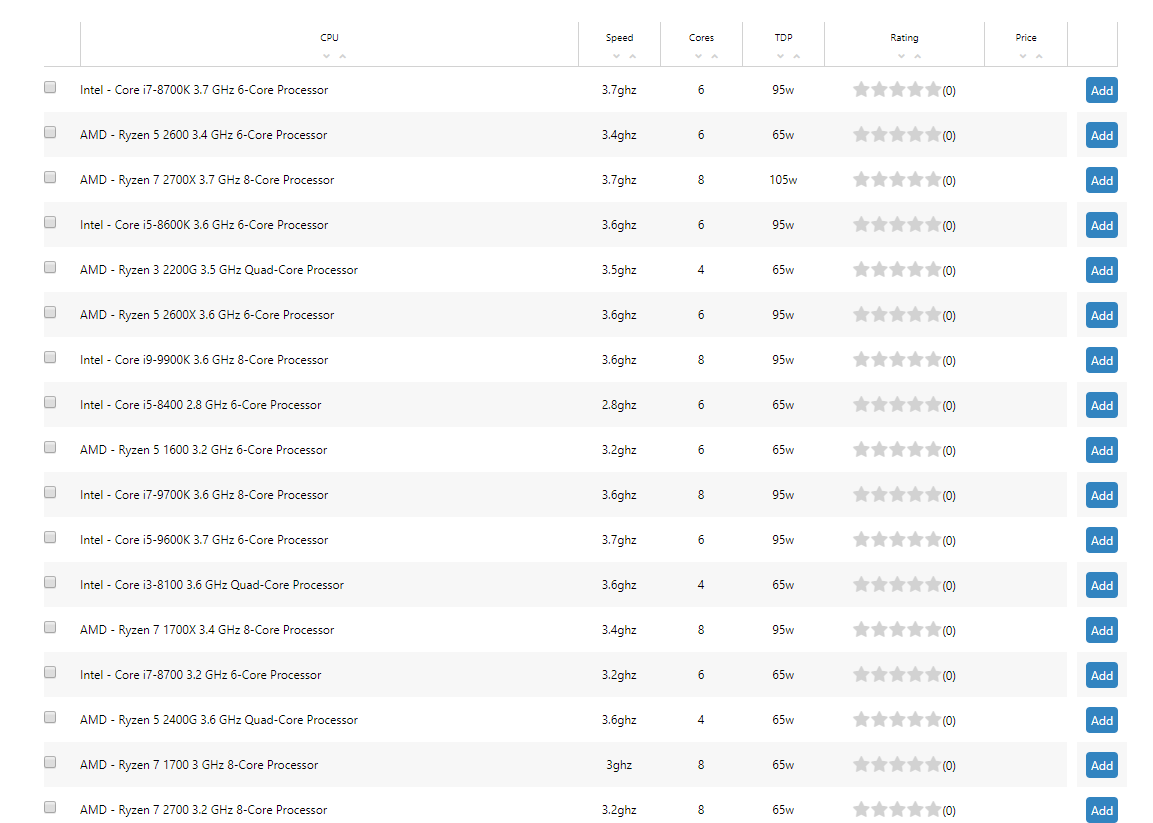 CPU Speed Cores TDP Rating Price
Intel - Core i7-8700K 3.7 GHz 6-Core Processor 3.7ghz 6 95w (0) Add
AMD - Ryzen 5 2600 3.4 GHz 6-Core Processor 3.4ghz 6 65w (0) Add
AMD - Ryzen 7 2700X 3.7 GHz 8-Core Processor 3.7ghz 8 105w (0) Add
Intel - Core i5-8600K 3.6 GHz 6-Core Processor 3.6ghz 6 95w (0) Add
AMD - Ryzen 3 2200G 3.5 GHz Quad-Core Processor 3.5ghz 4 65w (0) Add
AMD - Ryzen 5 2600X 3.6 GHz 6-Core Processor 3.6ghz 6 95w (0) Add
Intel - Core i9-9900K 3.6 GHz 8-Core Processor 3.6ghz 8 95w (0) Add
Intel - Core i5-8400 2.8 GHz 6-Core Processor 2.8ghz 6 65w (0) Add
AMD - Ryzen 5 1600 3.2 GHz 6-Core Processor 3.2ghz 6 65w (0) Add
Intel - Core i7-9700K 3.6 GHz 8-Core Processor 3.6ghz 8 95w (0) Add
Intel - Core i5-9600K 3.7 GHz 6-Core Processor 3.7ghz 6 95w (0) Add
Intel - Core i3-8100 3.6 GHz Quad-Core Processor 3.6ghz 4 65w (0) Add
AMD - Ryzen 7 1700X 3.4 GHz 8-Core Processor 3.4ghz 8 95w (0) Add
Intel - Core i7-8700 3.2 GHz 6-Core Processor 3.2ghz 6 65w (0) Add
AMD - Ryzen 5 2400G 3.6 GHz Quad-Core Processor 3.6ghz 4 65w (0) Add
AMD - Ryzen 7 1700 3 GHz 8-Core Processor 3ghz 8 65w (0) Add
AMD - Ryzen 7 2700 3.2 GHz 8-Core Processor 3.2ghz 8 65w (0) Add